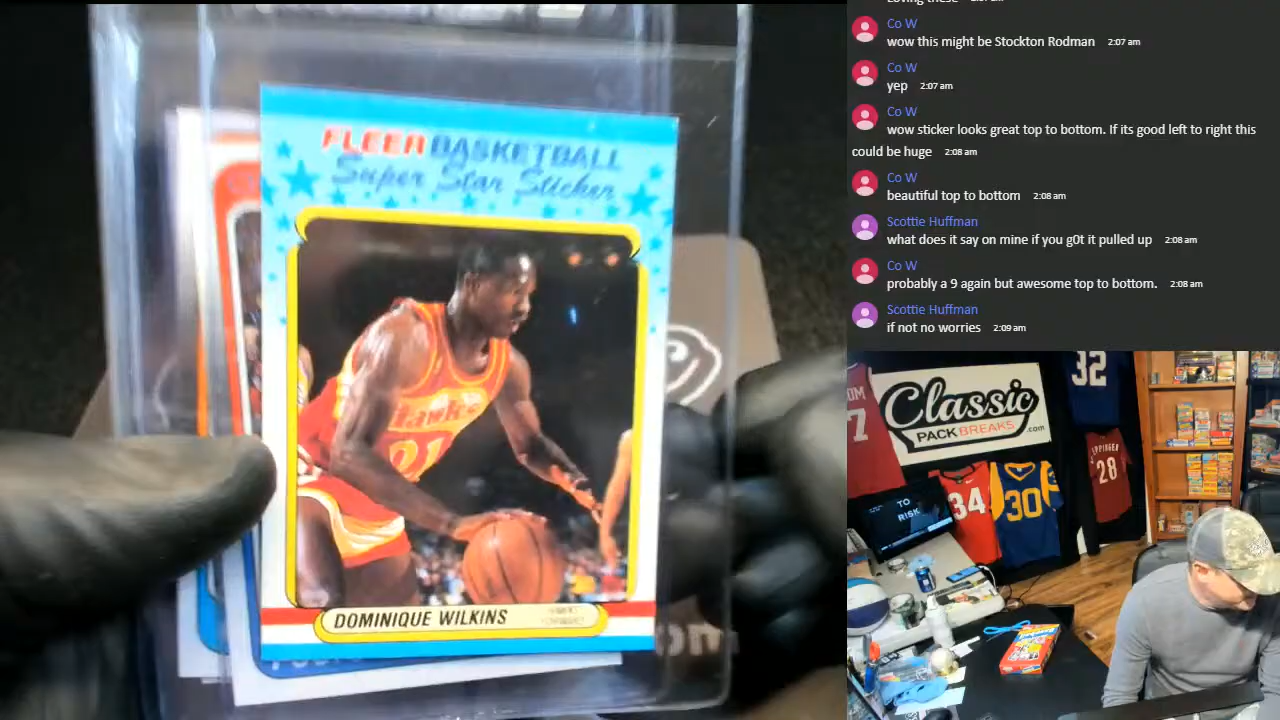 FLEER BASKETBALL
Super Star Sticker
Hawks
21
DOMINIQUE WILKINS
Co W
wow this might be Stockton Rodman 2:07 am
Co W
yep 2:07 am
Co W
wow sticker looks great top to bottom. If its good left to right this
could be huge 2:08 am
Co W
beautiful top to bottom 2:08 am
Scottie Huffman
what does it say on mine if you g0t it pulled up 2:08 am
Co W
probably a 9 again but awesome top to bottom. 2:08 am
Scottie Huffman
if not no worries 2:09 am
32
7
Classic
PACK BREAKS.com
PIPPEN
28
TO
RISK
34
30